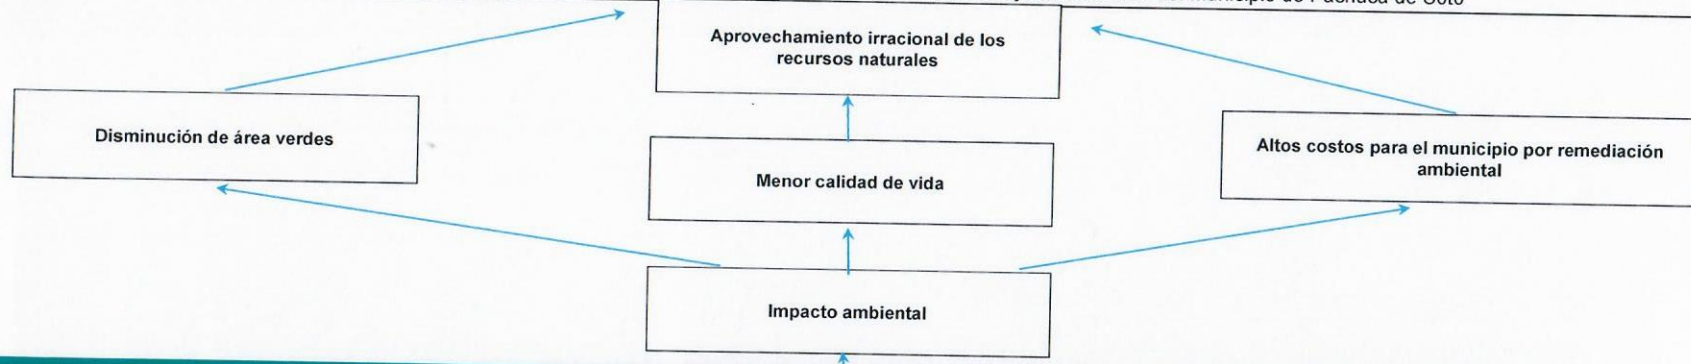 Aprovechamiento irracional de los
recursos naturales
Disminución de área verdes
Altos costos para el municipio por remediación
ambiental
Menor calidad de vida
Impacto ambiental